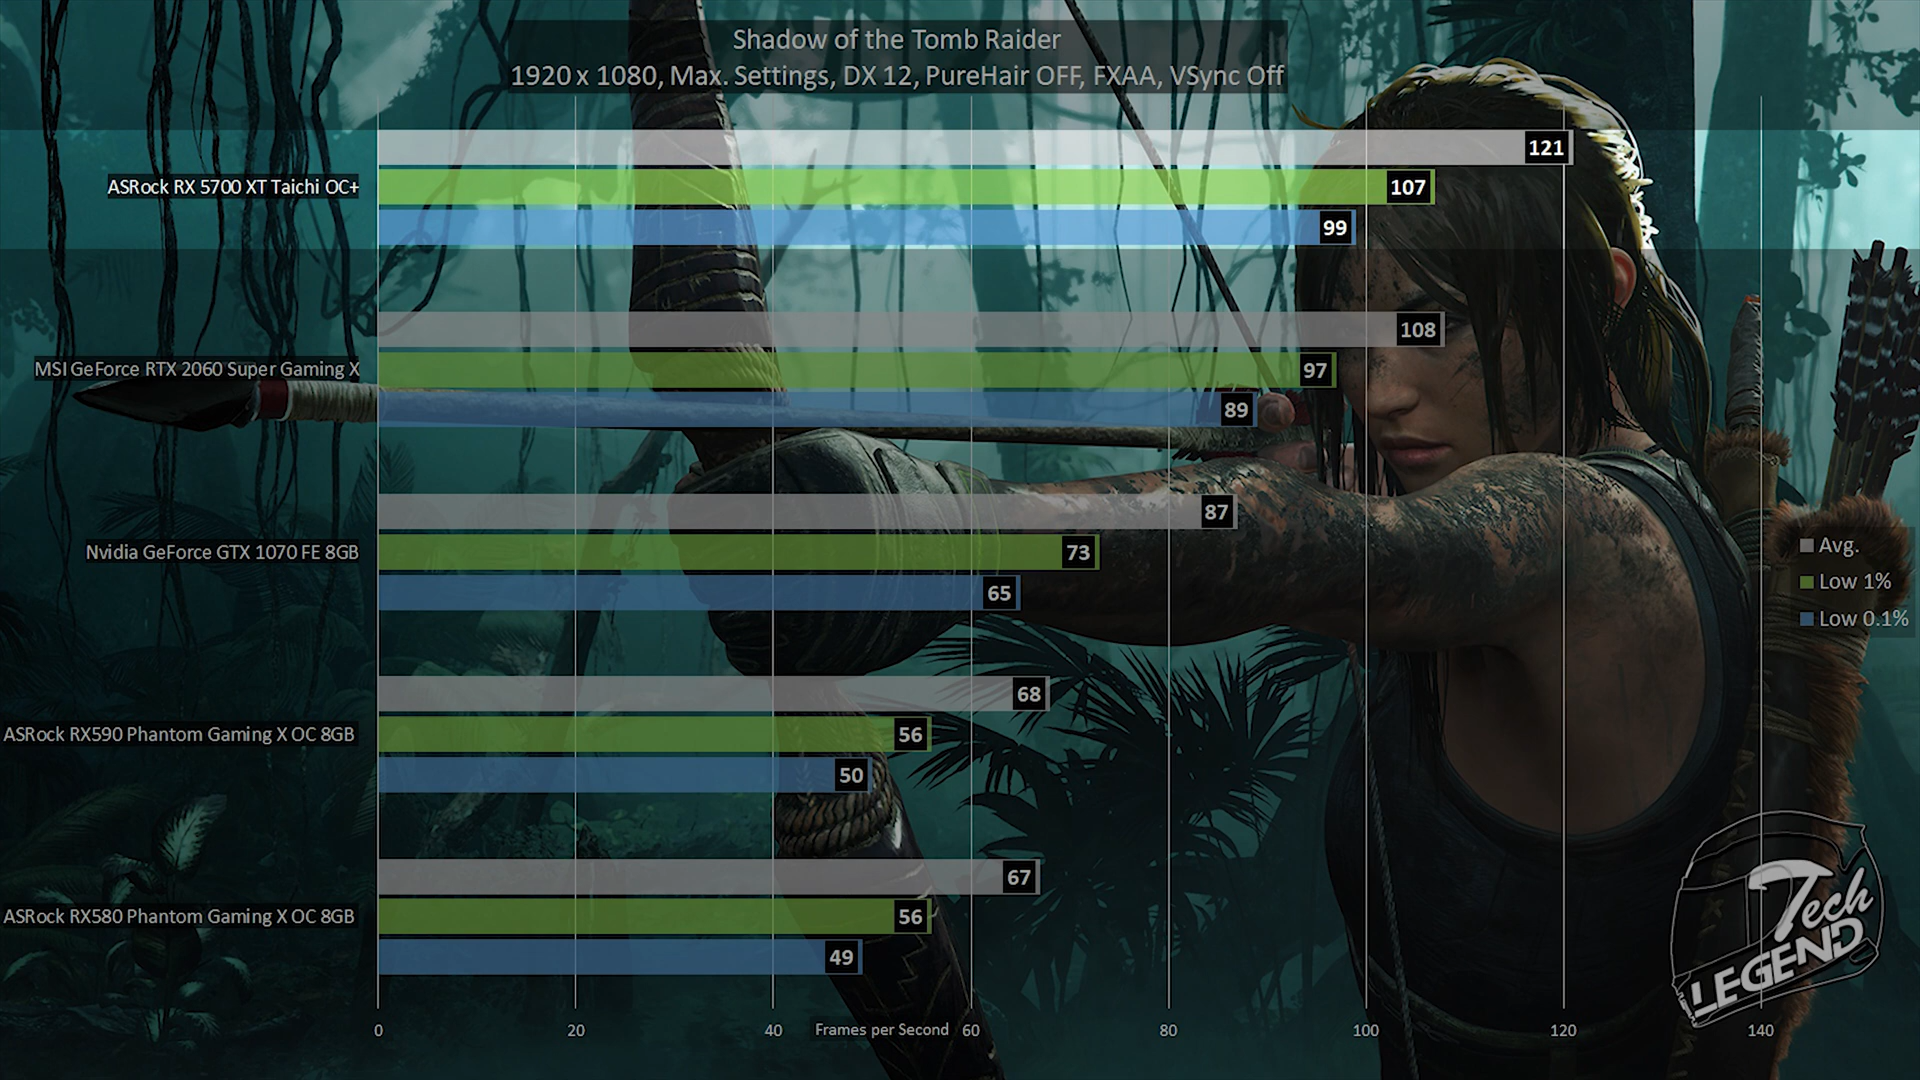 Shadow of the Tomb Raider
1920 x 1080, Max. Settings, DX 12, PureHair OFF, FXAA, VSync Off
121
ASRock RX 5700 XT Taichi OC+
107
99
108
MSI GeForce RTX 2060 Super Gaming X
97
89
87
Nvidia GeForce GTX 1070 FE 8GB
73
65
68
ASRock RX590 Phantom Gaming X OC 8GB
56
50
67
ASRock RX580 Phantom Gaming X OC 8GB
56
49
Avg.
Low 1%
Low 0.1%
0 20 40 Frames per Second 60 80 100 120 140
Tech
LEGEND